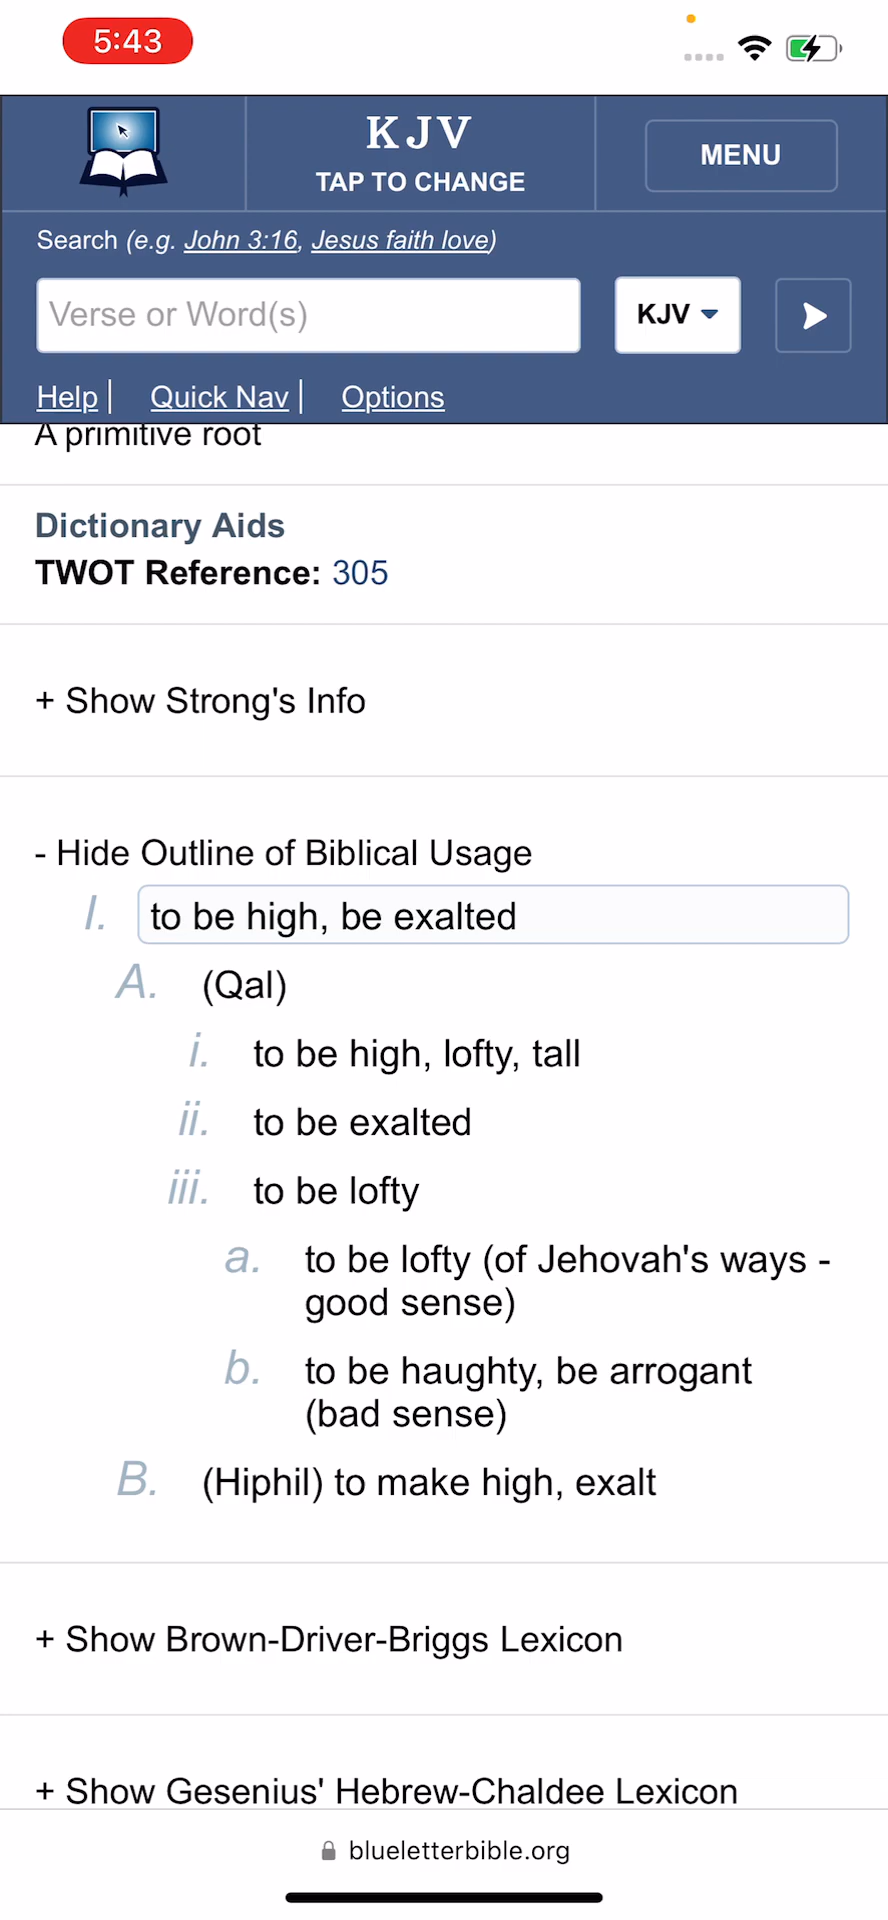 5:43
KJV
TAP TO CHANGE
MENU
Search (e.g. John 3:16, Jesus faith love)
Verse or Word(s)
KJV
Help | Quick Nav | Options
A primitive root
Dictionary Aids
TWOT Reference: 305
+ Show Strong's Info
- Hide Outline of Biblical Usage
I. to be high, be exalted
A. (Qal)
i. to be high, lofty, tall
ii. to be exalted
iii. to be lofty
a. to be lofty (of Jehovah's ways -
good sense)
b. to be haughty, be arrogant
(bad sense)
B. (Hiphil) to make high, exalt
+ Show Brown-Driver-Briggs Lexicon
+ Show Gesenius' Hebrew-Chaldee Lexicon
blueletterbible.org